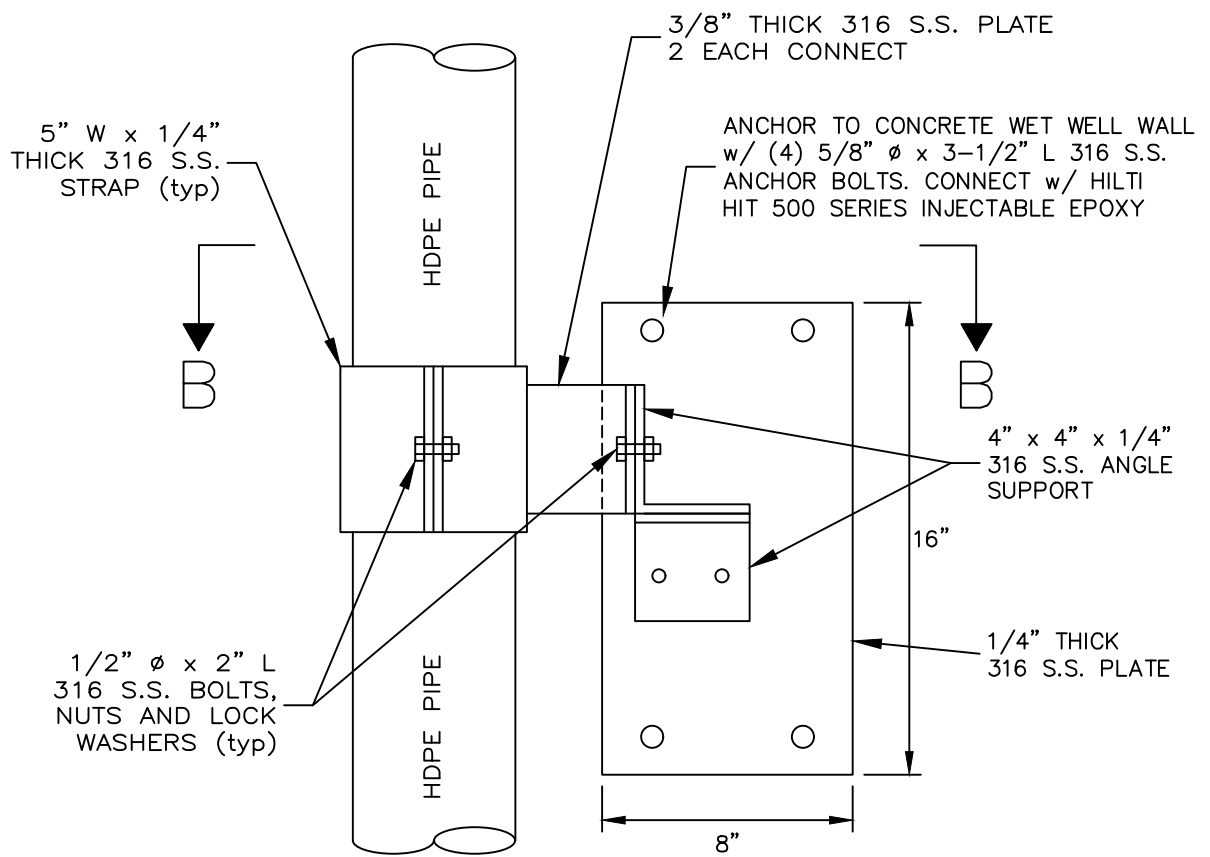 3/8” THICK 316 S.S. PLATE
2 EACH CONNECT
5” W x 1/4”
THICK 316 S.S.
STRAP (typ)
ANCHOR TO CONCRETE WET WELL WALL
w/ (4) 5/8” ø x 3-1/2” L 316 S.S.
ANCHOR BOLTS. CONNECT w/ HILTI
HIT 500 SERIES INJECTABLE EPOXY
HDPE PIPE
B
B
4” x 4” x 1/4”
316 S.S. ANGLE
SUPPORT
16”
1/4” THICK
316 S.S. PLATE
1/2” ø x 2” L
316 S.S. BOLTS,
NUTS AND LOCK
WASHERS (typ)
HDPE PIPE
8”